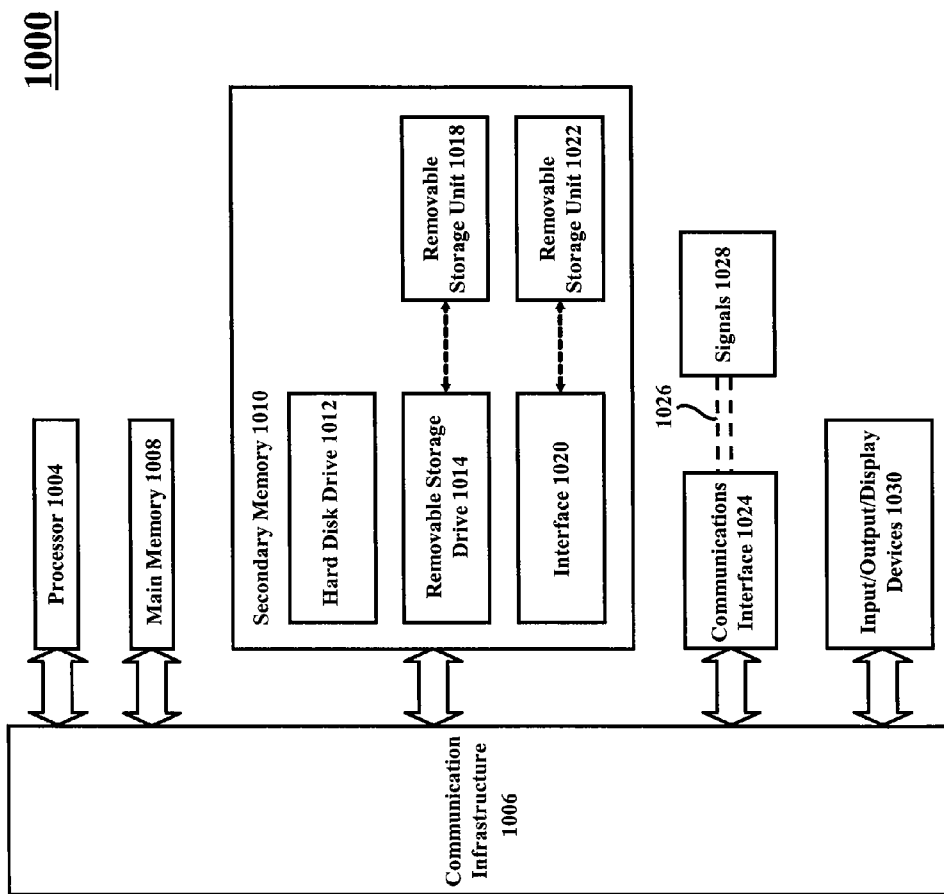 1000
Processor 1004
Main Memory 1008
Secondary Memory 1010
Hard Disk Drive 1012
Removable Storage
Drive 1014
Removable
Storage Unit 1018
Interface 1020
Removable
Storage Unit 1022
Communications
Interface 1024
1026
Signals 1028
Input/Output/Display
Devices 1030
Communication
Infrastructure
1006